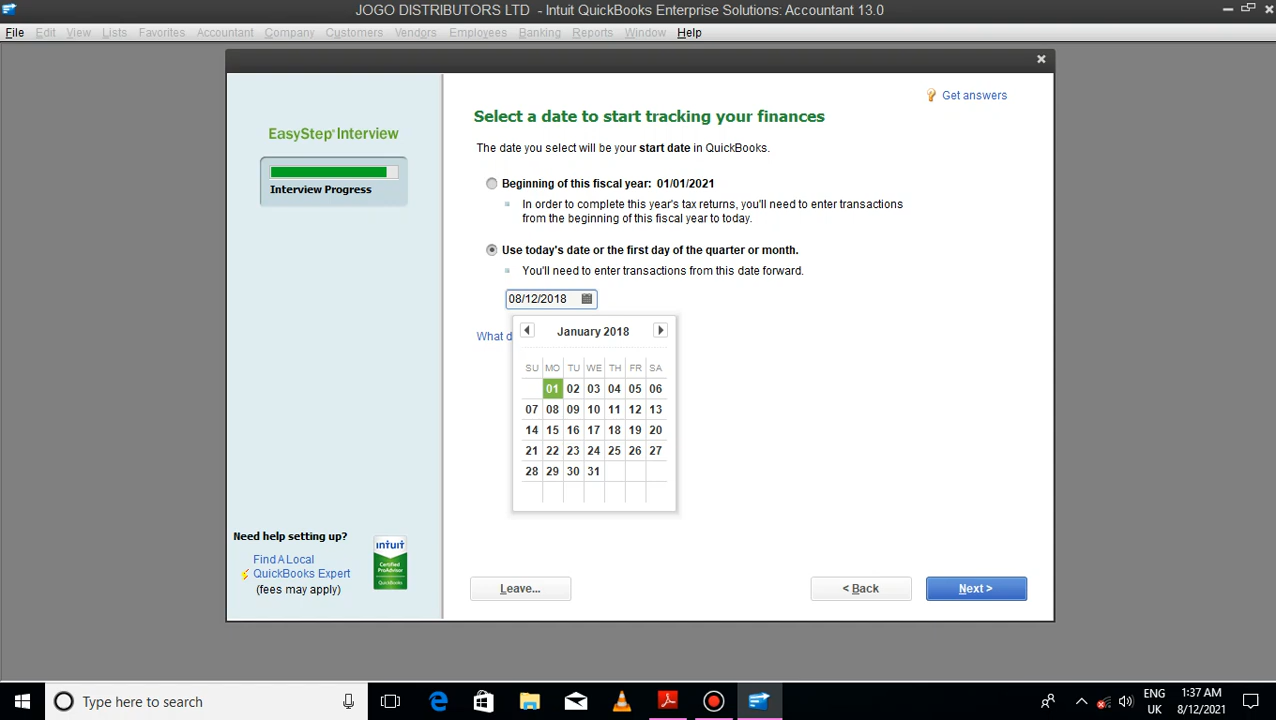 JOGO DISTRIBUTORS LTD - Intuit QuickBooks Enterprise Solutions: Accountant 13.0
File Edit View Lists Favorites Accountant Company Customers Vendors Employees Banking Reports Window Help
Get answers
EasyStep Interview
Interview Progress
Select a date to start tracking your finances
The date you select will be your start date in QuickBooks.
Beginning of this fiscal year: 01/01/2021
In order to complete this year's tax returns, you'll need to enter transactions
from the beginning of this fiscal year to today.
Use today's date or the first day of the quarter or month.
You'll need to enter transactions from this date forward.
08/12/2018
What d
January 2018
SU MO TU WE TH FR SA
01 02 03 04 05 06
07 08 09 10 11 12 13
14 15 16 17 18 19 20
21 22 23 24 25 26 27
28 29 30 31
Need help setting up?
Find A Local
QuickBooks Expert
(fees may apply)
intuit
Certified
ProAdvisor
QuickBooks
Leave...
< Back
Next >
Type here to search
ENG
UK
1:37 AM
8/12/2021